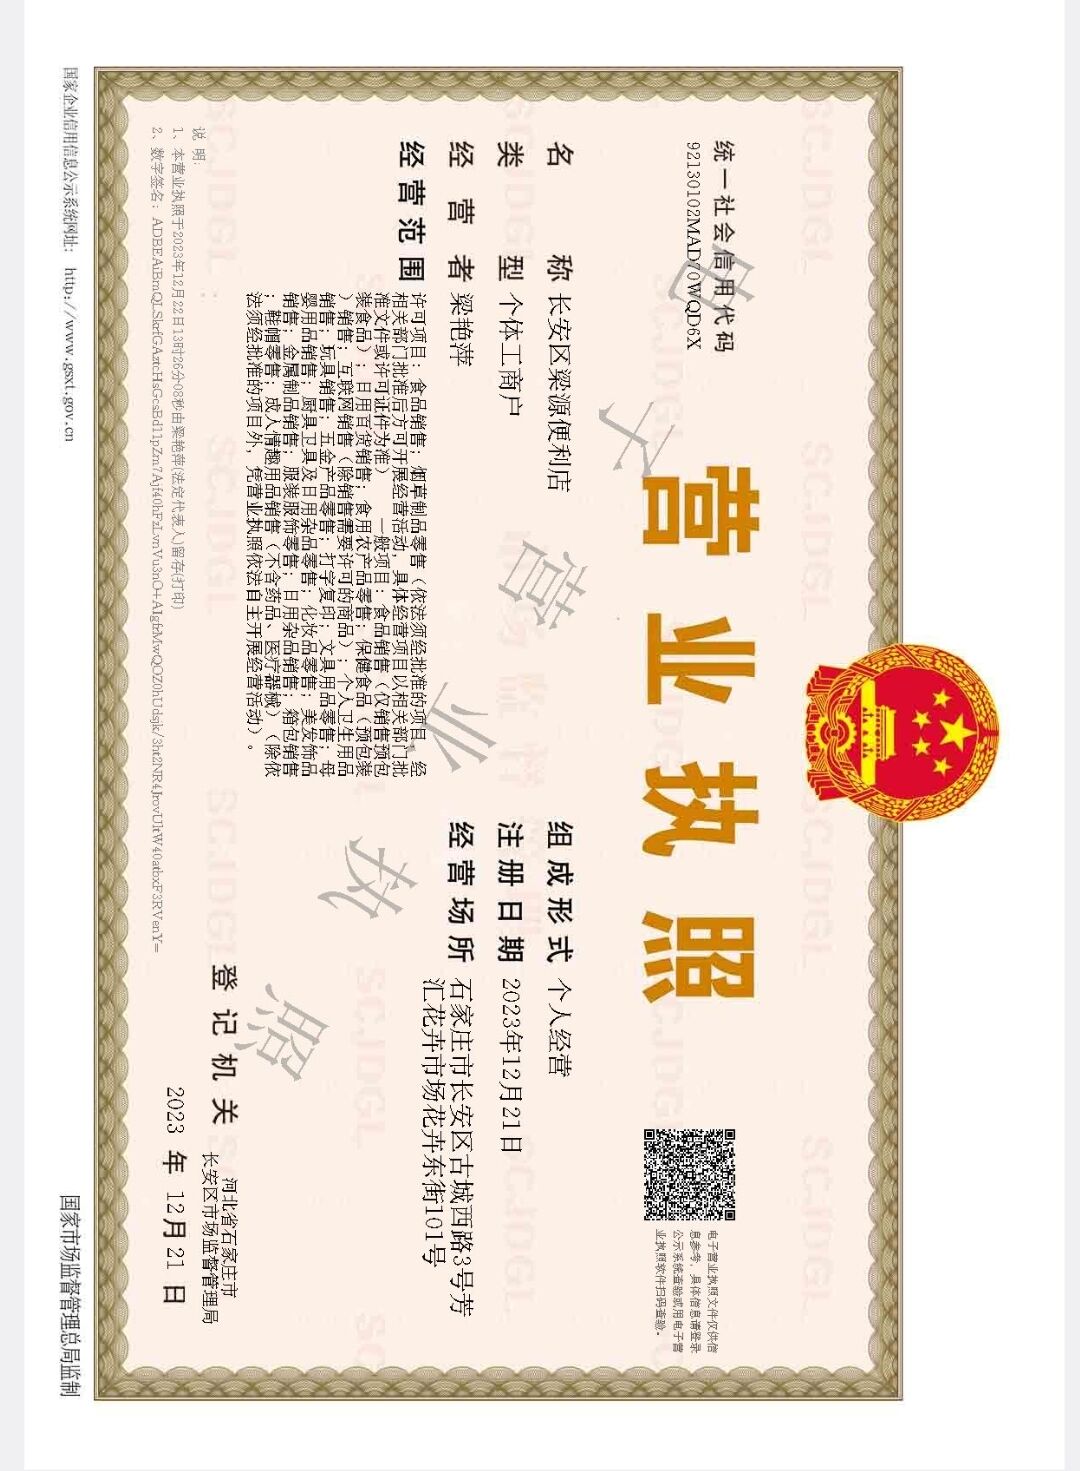 统一社会信用代码
92130102MAD70WQD6X
营业执照
电子营业执照文件仅供信
息参考，具体信息请登录
公示系统查验或用电子营
业执照软件扫码查验。
名称 长安区梁源便利店
类型 个体工商户
经营者 梁艳萍
经营范围 许可项目：食品销售；烟草制品零售（依法须经批准的项目，经
相关部门批准后方可开展经营活动，具体经营项目以相关部门批
准文件或许可证件为准） 一般项目：食品销售（仅销售预包
装食品）；日用百货销售；食用农产品零售；保健食品（预包装
）销售；互联网销售（除销售需要许可的商品）；个人卫生用品
销售；玩具销售；五金产品零售；打字复印；文具用品零售；母
婴用品销售；厨具卫具及日用杂品零售；化妆品零售；美发饰品
销售；金属制品销售；服装服饰零售；日用杂品销售；箱包销售
；鞋帽零售；成人情趣用品销售（不含药品、医疗器械）（除依
法须经批准的项目外，凭营业执照依法自主开展经营活动）。
组成形式 个人经营
注册日期 2023年12月21日
经营场所 石家庄市长安区古城西路3号芳
汇花卉市场花卉东街101号
电子营业执照
登记机关
河北省石家庄市
长安区市场监督管理局
2023 年 12月 21 日
说明：
1、本营业执照于2023年12月22日13时26分08秒由梁艳萍(法定代表人)留存(打印)
2、数字签名：
国家企业信用信息公示系统网址： http://www.gsxt.gov.cn
国家市场监督管理总局监制
SCJDGL